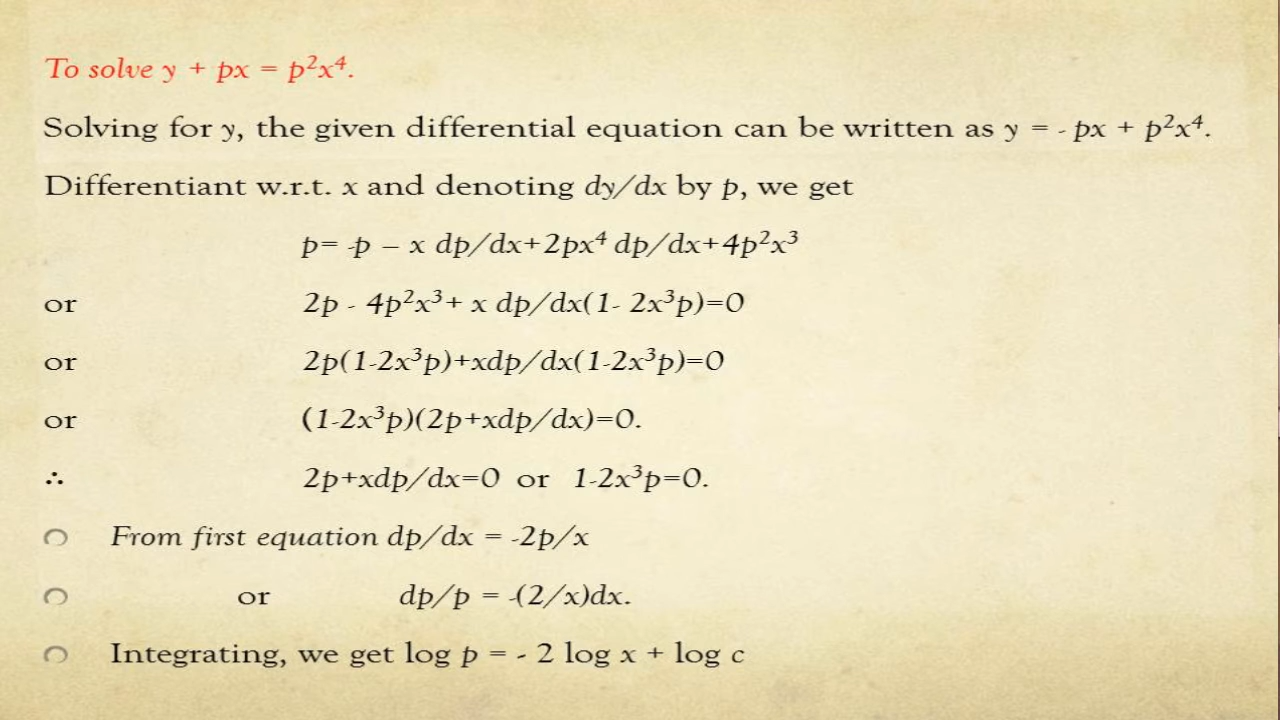 To solve y + px = p²x⁴.
Solving for y, the given differential equation can be written as y = - px + p²x⁴.
Differentiant w.r.t. x and denoting dy/dx by p, we get
p= -p – x dp/dx+2px⁴ dp/dx+4p²x³
or 2p - 4p²x³+ x dp/dx(1- 2x³p)=0
or 2p(1-2x³p)+xdp/dx(1-2x³p)=0
or (1-2x³p)(2p+xdp/dx)=0.
∴ 2p+xdp/dx=0 or 1-2x³p=0.
From first equation dp/dx = -2p/x
or dp/p = -(2/x)dx.
Integrating, we get log p = - 2 log x + log c